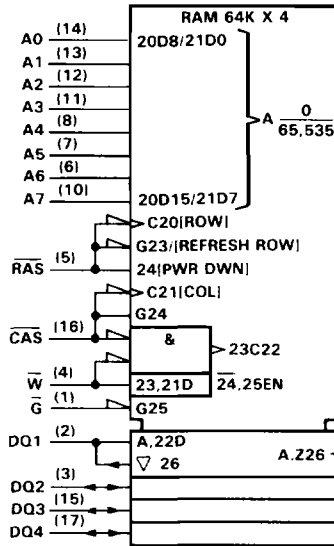 RAM 64K X 4
A0 (14) 20D8/21D0
A1 (13)
A2 (12)
A3 (11)
A4 (8)
A5 (7)
A6 (6)
A7 (10) 20D15/21D7
A 0
65,535
C20[ROW]
G23/[REFRESH ROW]
RAS (5) 24[PWR DWN]
C21[COL]
G24
CAS (16) & 23C22
W (4) 23,21D 24,25EN
G (1) G25
DQ1 (2) A,22D A.Z26
▽ 26
DQ2 (3)
DQ3 (15)
DQ4 (17)